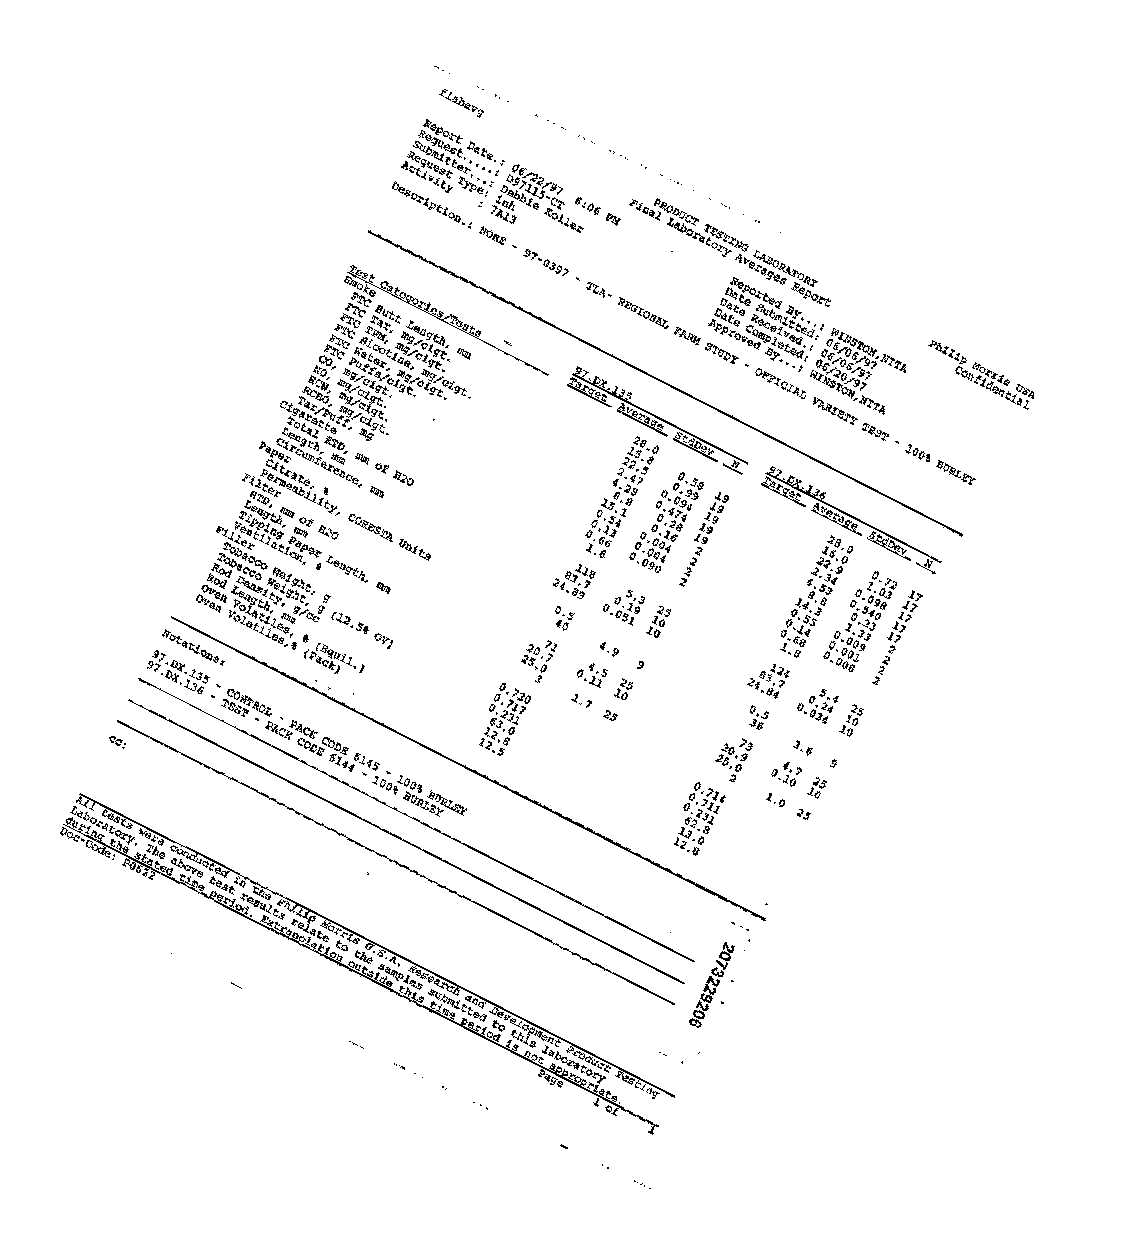 flabavg
PRODUCT TESTING LABORATORY
Final Laboratory Averages Report
Philip Morris USA
Confidential
Report Date.: 06/22/97 6:06 PM
Request.....: D97115-CT Reported By...: WINSTON,NITA
Submitter...: Debbie Koller Date Submitted: 06/06/97
Request Type: Inh Date Received.: 06/06/97
Activity : 7A13 Date Completed: 06/20/97
Approved By...: WINSTON,NITA
Description.: NONE - 97-0397 - TLA- REGIONAL FARM STUDY - OFFICIAL VARIETY TEST - 100% BURLEY
97.DX.135 97.DX.136
Test Categories/Tests Target Average StdDev N Target Average StdDev N
Smoke
FTC Butt Length, mm 28.0 28.0
FTC Tar, mg/cigt. 15.8 0.58 19 16.0 0.72 17
FTC TPM, mg/cigt. 22.5 0.99 19 22.9 1.03 17
FTC Nicotine, mg/cigt. 2.47 0.094 19 2.34 0.098 17
FTC Water, mg/cigt. 4.29 0.474 19 4.53 0.540 17
FTC Puffs/cigt. 8.8 0.28 19 8.8 0.33 17
CO, mg/cigt. 15.1 0.16 2 14.3 1.33 2
NO, mg/cigt. 0.54 0.004 2 0.55 0.009 2
HCN, mg/cigt. 0.13 0.004 2 0.14 0.001 2
RCHO, mg/cigt. 0.66 0.090 2 0.68 0.006 2
Tar/Puff, mg 1.8 1.8
Cigarette
Total RTD, mm of H2O 118 5.3 25 124 5.4 25
Length, mm 83.7 0.19 10 83.7 0.24 10
Circumference, mm 24.83 0.051 10 24.84 0.034 10
Paper
Citrate, % 0.5 0.5
Permeability, CORESTA Units 40 4.9 9 36 3.6 9
Filter
RTD, mm of H2O 71 4.5 25 73 4.7 25
Length, mm 20.7 0.11 10 20.9 0.10 10
Tipping Paper Length, mm 25.0 25.0
Ventilation, % 3 1.7 25 2 1.0 25
Filler
Tobacco Weight, g 0.720 0.714
Tobacco Weight, g (12.5% OV) 0.717 0.711
Rod Density, g/cc 0.231 0.231
Rod Length, mm 63.0 62.8
Oven Volatiles, % (Equil.) 12.8 13.0
Oven Volatiles,% (Pack) 12.5 12.8
Notations:
97.DX.135 - CONTROL - PACK CODE 6145 - 100% BURLEY
97.DX.136 - TEST - PACK CODE 6144 - 100% BURLEY
cc:
All tests were conducted in the Philip Morris U.S.A. Research and Development Product Testing
Laboratory. The above test results relate to the samples submitted to this laboratory
during the stated time period. Extrapolation outside this time period is not appropriate.
Doc-Code: P0622 Page 1 of 1
2073229206